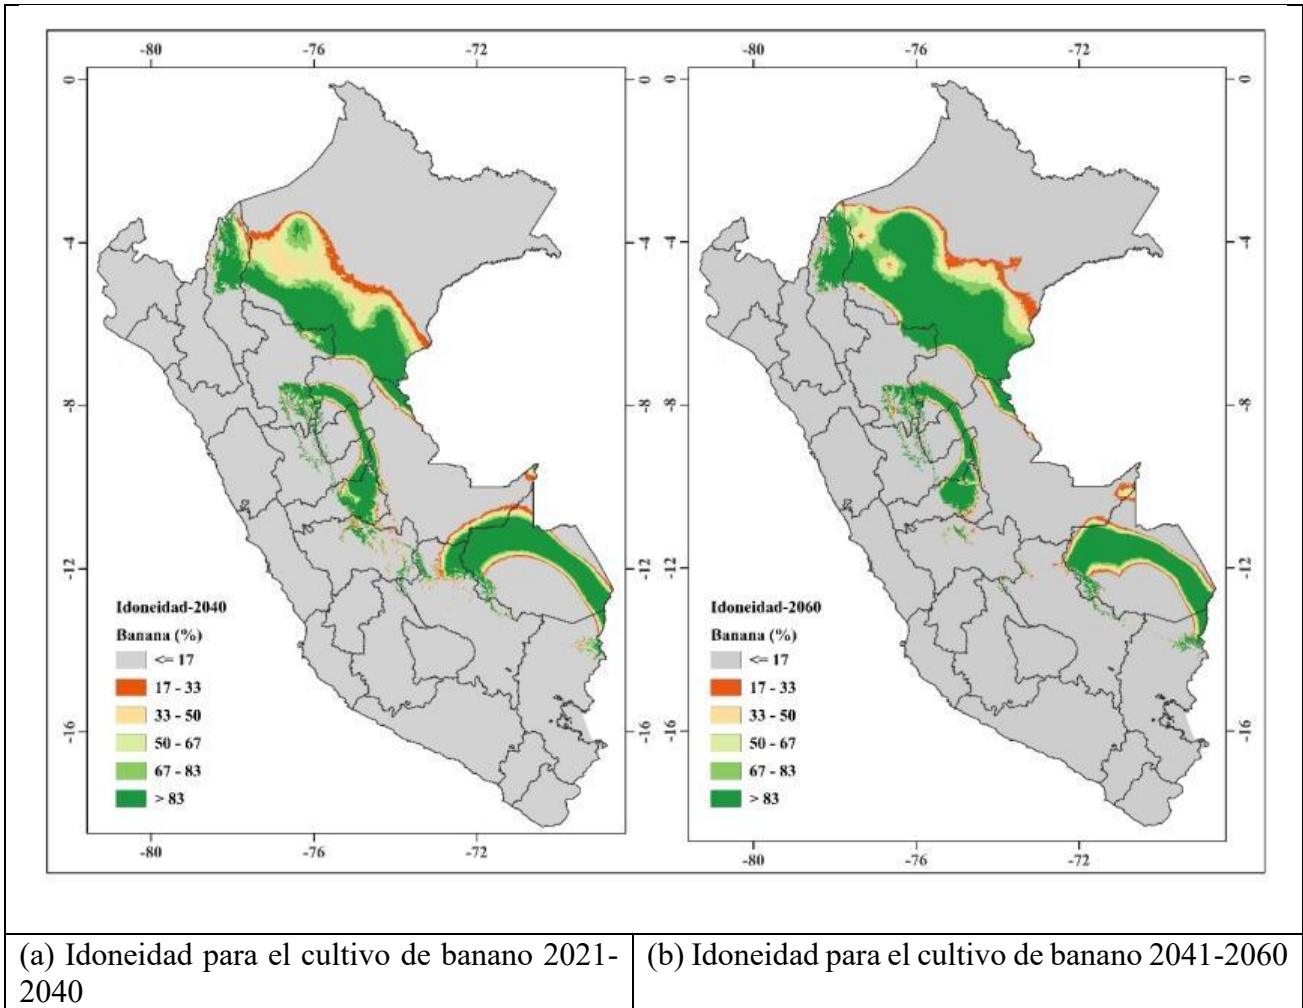 -80 -76 -72
-80 -76 -72
0
0
0
0
-4
-4
-4
-4
-8
-8
-8
-8
-12
-12
-12
-12
-16
-16
-16
-16
Idoneidad-2040
Banana (%)
<= 17
17 - 33
33 - 50
50 - 67
67 - 83
> 83
Idoneidad-2060
Banana (%)
<= 17
17 - 33
33 - 50
50 - 67
67 - 83
> 83
-80 -76 -72
-80 -76 -72
(a) Idoneidad para el cultivo de banano 2021-
2040
(b) Idoneidad para el cultivo de banano 2041-2060